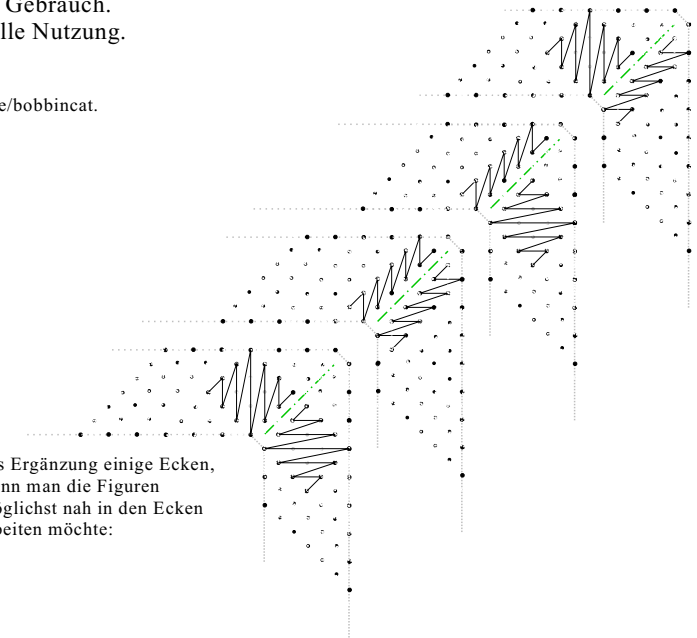 Gebrauch.
lle Nutzung.
e/bobbincat.
s Ergänzung einige Ecken,
nn man die Figuren
öglichst nah in den Ecken
beiten möchte: